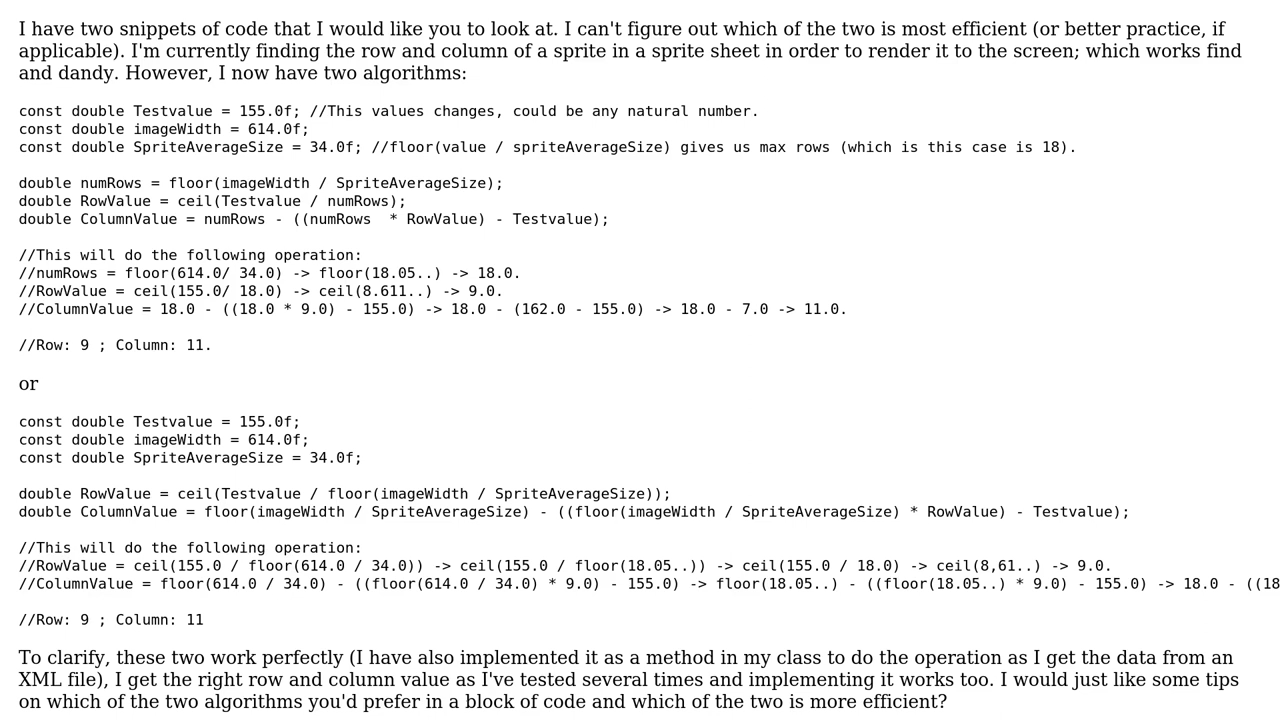 I have two snippets of code that I would like you to look at. I can't figure out which of the two is most efficient (or better practice, if
applicable). I'm currently finding the row and column of a sprite in a sprite sheet in order to render it to the screen; which works find
and dandy. However, I now have two algorithms:
const double Testvalue = 155.0f; //This values changes, could be any natural number.
const double imageWidth = 614.0f;
const double SpriteAverageSize = 34.0f; //floor(value / spriteAverageSize) gives us max rows (which is this case is 18).
double numRows = floor(imageWidth / SpriteAverageSize);
double RowValue = ceil(Testvalue / numRows);
double ColumnValue = numRows - ((numRows  * RowValue) - Testvalue);
//This will do the following operation:
//numRows = floor(614.0/ 34.0) -> floor(18.05..) -> 18.0.
//RowValue = ceil(155.0/ 18.0) -> ceil(8.611..) -> 9.0.
//ColumnValue = 18.0 - ((18.0 * 9.0) - 155.0) -> 18.0 - (162.0 - 155.0) -> 18.0 - 7.0 -> 11.0.
//Row: 9 ; Column: 11.
or
const double Testvalue = 155.0f;
const double imageWidth = 614.0f;
const double SpriteAverageSize = 34.0f;
double RowValue = ceil(Testvalue / floor(imageWidth / SpriteAverageSize));
double ColumnValue = floor(imageWidth / SpriteAverageSize) - ((floor(imageWidth / SpriteAverageSize) * RowValue) - Testvalue);
//This will do the following operation:
//RowValue = ceil(155.0 / floor(614.0 / 34.0)) -> ceil(155.0 / floor(18.05..)) -> ceil(155.0 / 18.0) -> ceil(8,61..) -> 9.0.
//ColumnValue = floor(614.0 / 34.0) - ((floor(614.0 / 34.0) * 9.0) - 155.0) -> floor(18.05..) - ((floor(18.05..) * 9.0) - 155.0) -> 18.0 - ((18
//Row: 9 ; Column: 11
To clarify, these two work perfectly (I have also implemented it as a method in my class to do the operation as I get the data from an
XML file), I get the right row and column value as I've tested several times and implementing it works too. I would just like some tips
on which of the two algorithms you'd prefer in a block of code and which of the two is more efficient?